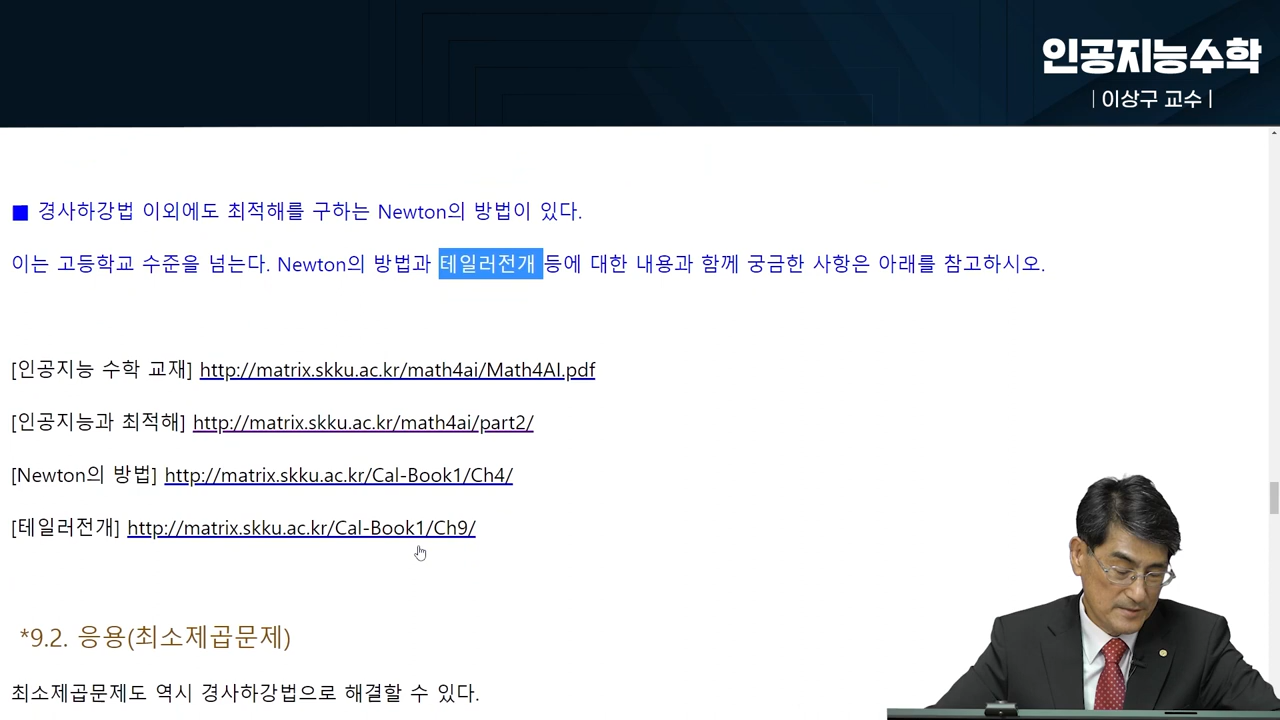 인공지능수학
| 이상구 교수 |
■ 경사하강법 이외에도 최적해를 구하는 Newton의 방법이 있다.
이는 고등학교 수준을 넘는다. Newton의 방법과 테일러전개 등에 대한 내용과 함께 궁금한 사항은 아래를 참고하시오.
[인공지능 수학 교재] http://matrix.skku.ac.kr/math4ai/Math4AI.pdf
[인공지능과 최적해] http://matrix.skku.ac.kr/math4ai/part2/
[Newton의 방법] http://matrix.skku.ac.kr/Cal-Book1/Ch4/
[테일러전개] http://matrix.skku.ac.kr/Cal-Book1/Ch9/
*9.2. 응용(최소제곱문제)
최소제곱문제도 역시 경사하강법으로 해결할 수 있다.